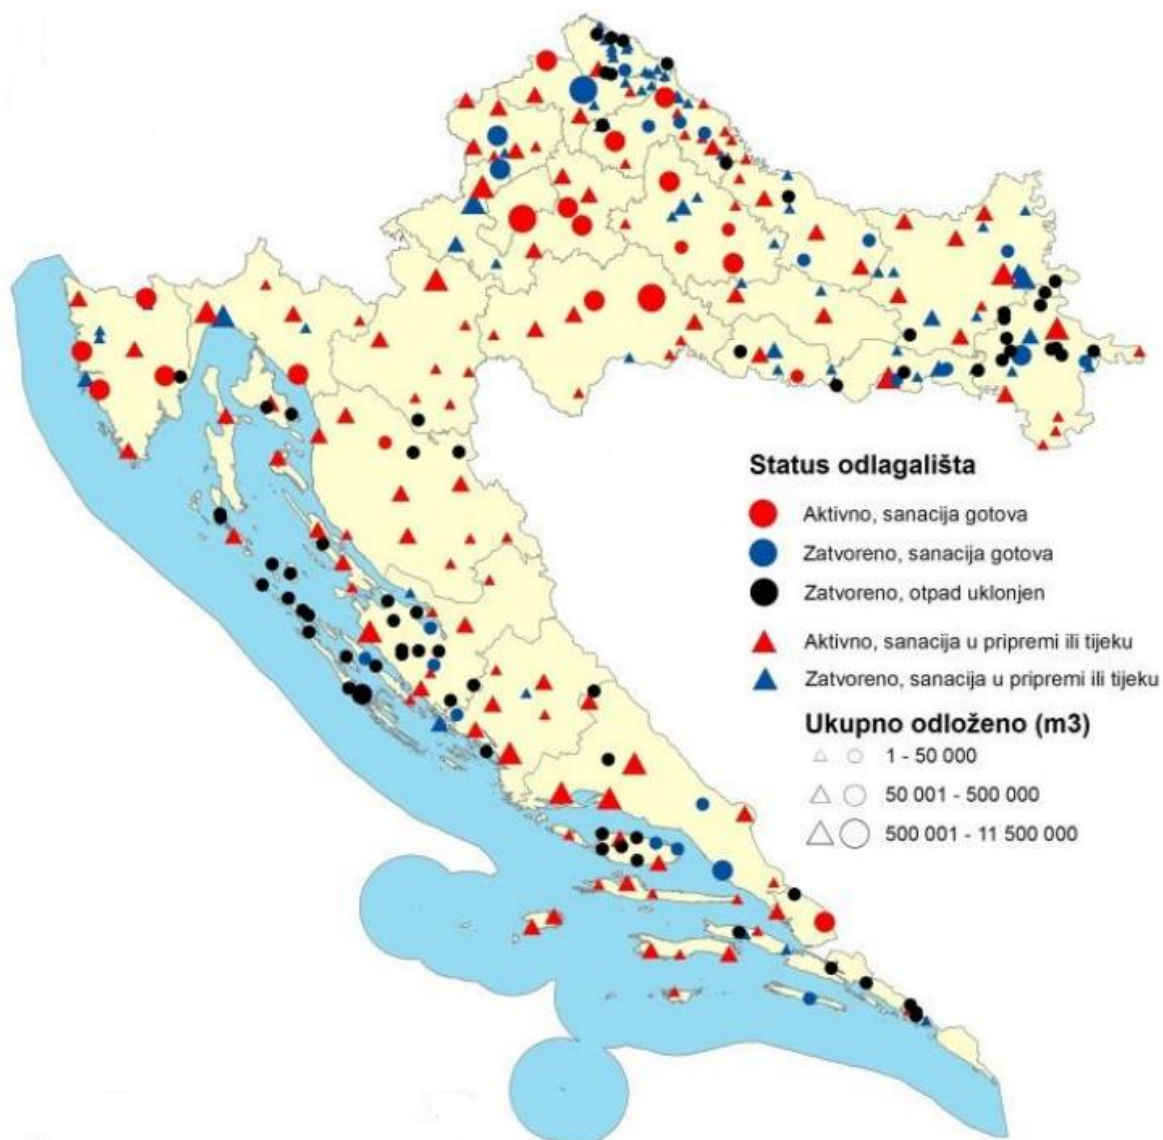 Status odlagališta
Aktivno, sanacija gotova
Zatvoreno, sanacija gotova
Zatvoreno, otpad uklonjen
Aktivno, sanacija u pripremi ili tijeku
Zatvoreno, sanacija u pripremi ili tijeku
Ukupno odloženo (m3)
1 - 50 000
50 001 - 500 000
500 001 - 11 500 000